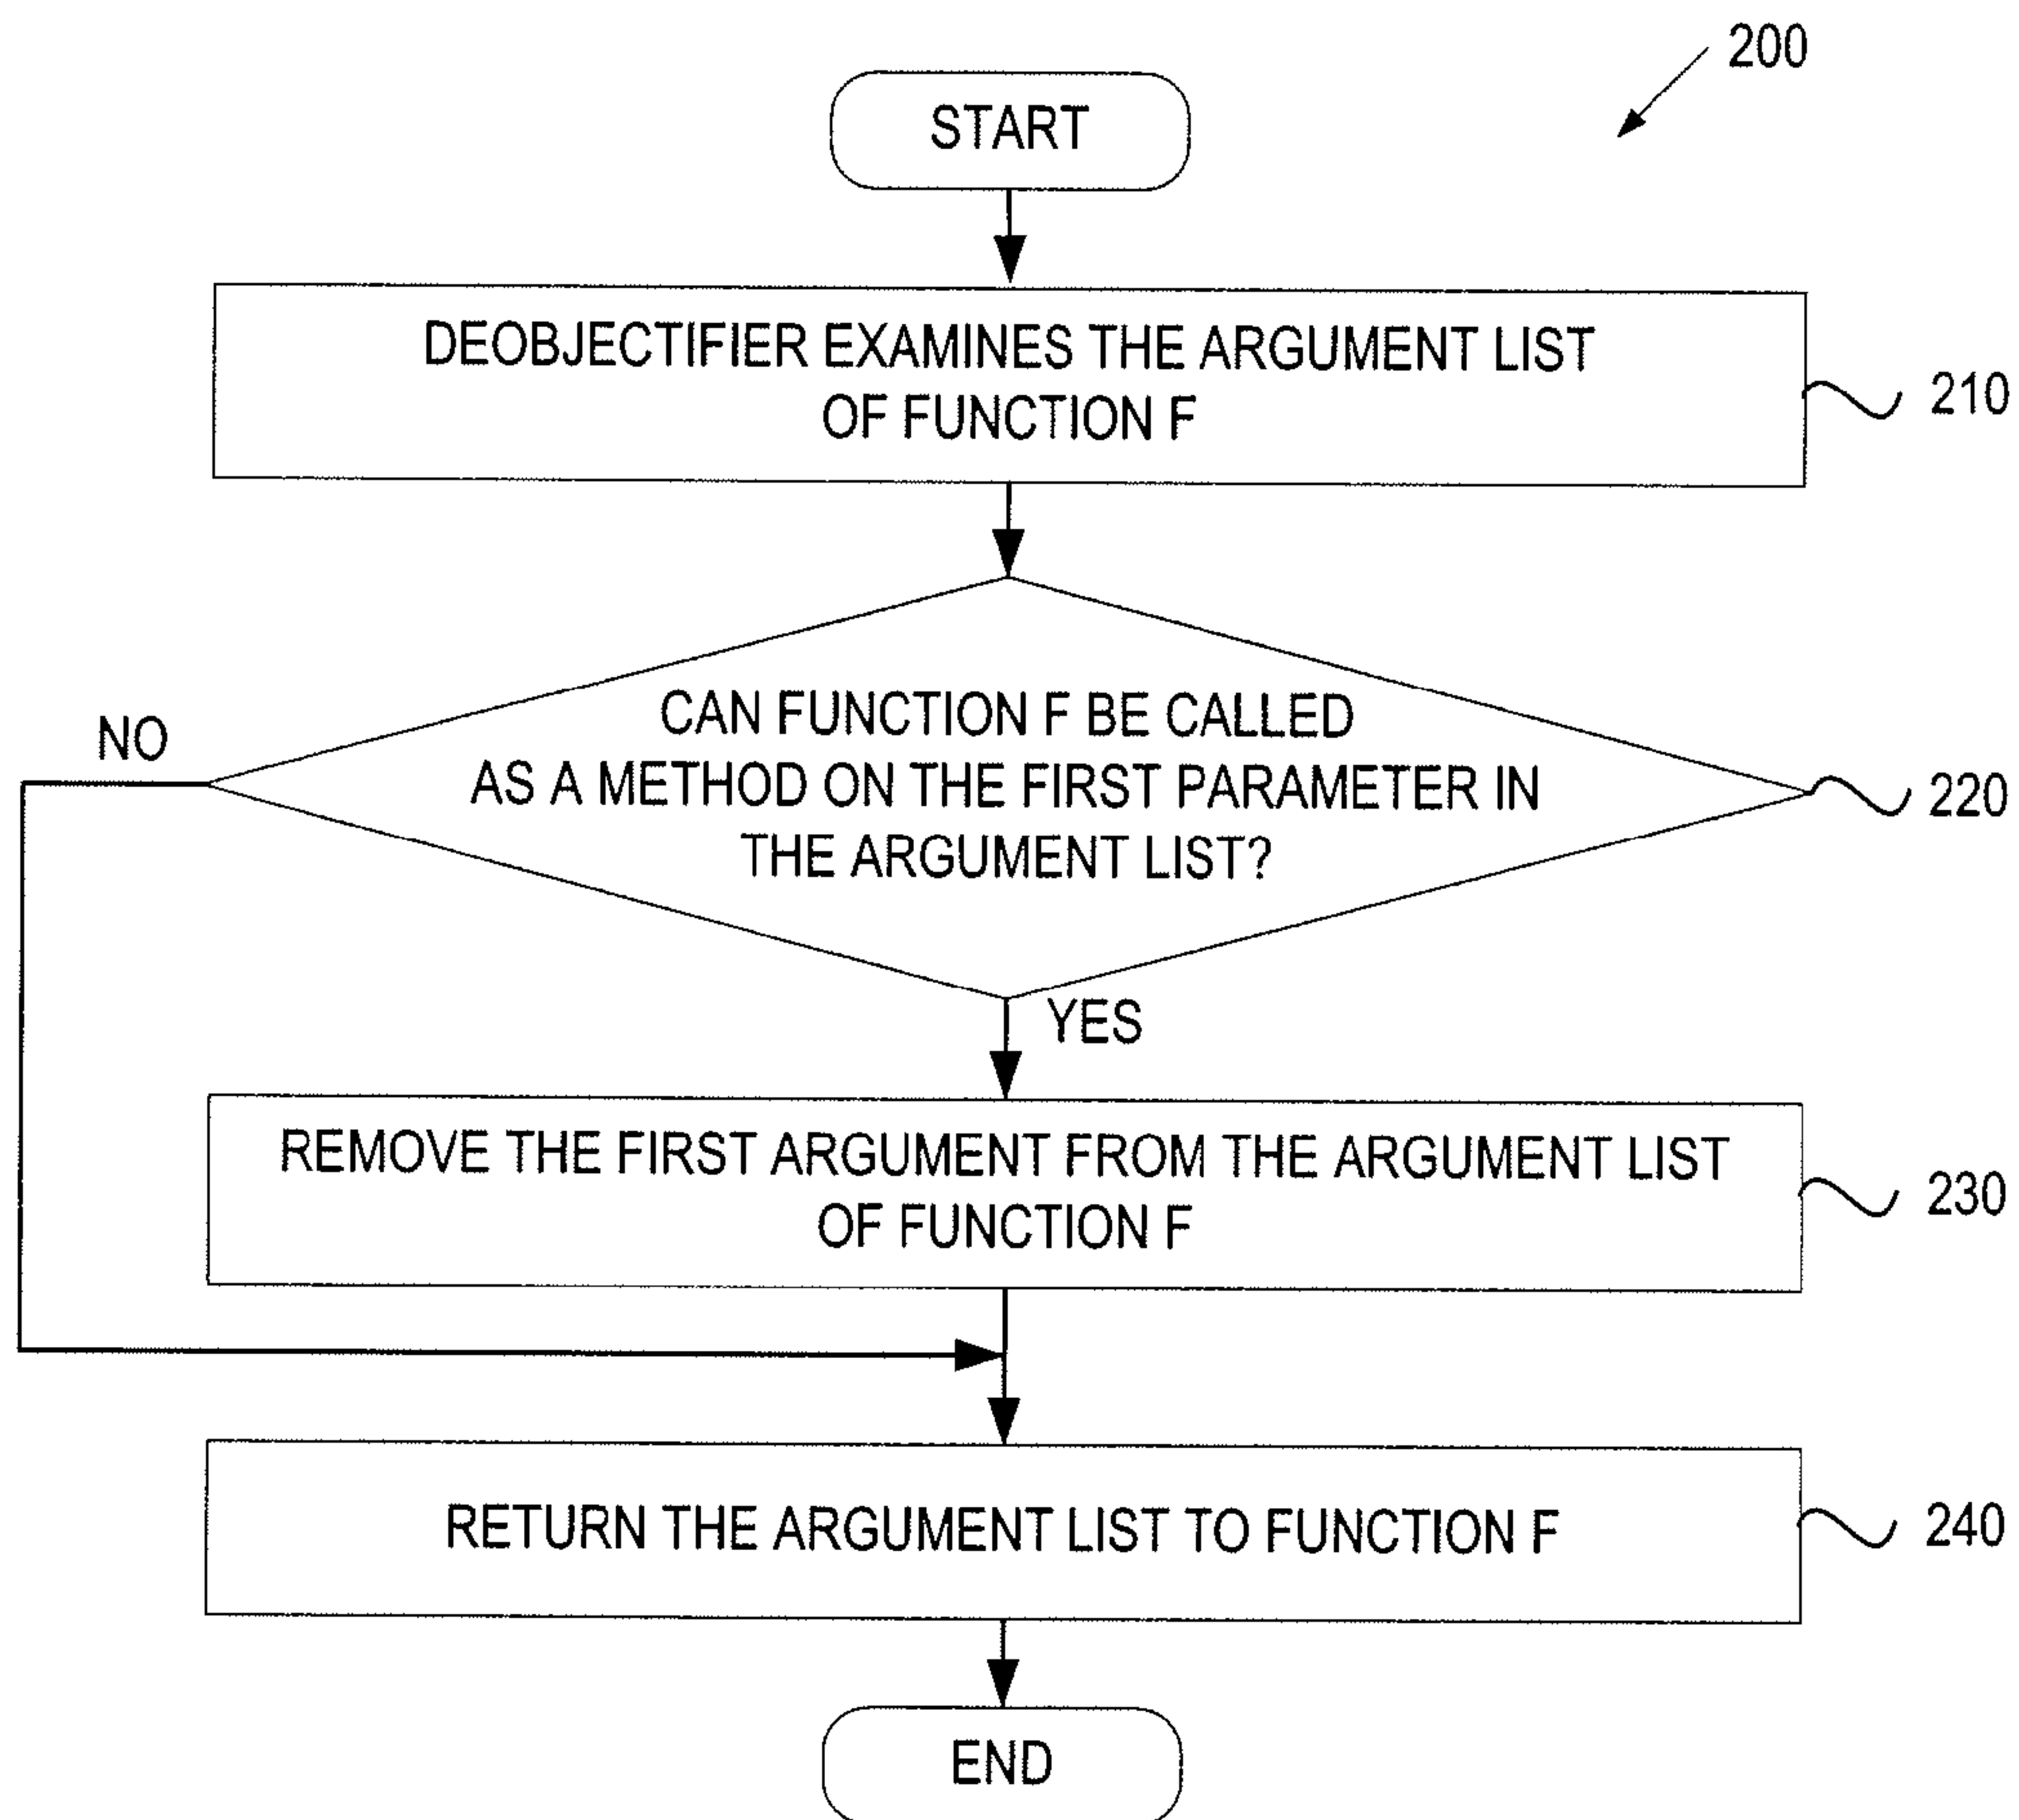 200
START
DEOBJECTIFIER EXAMINES THE ARGUMENT LIST
OF FUNCTION F
210
CAN FUNCTION F BE CALLED
AS A METHOD ON THE FIRST PARAMETER IN
THE ARGUMENT LIST?
NO
220
YES
REMOVE THE FIRST ARGUMENT FROM THE ARGUMENT LIST
OF FUNCTION F
230
RETURN THE ARGUMENT LIST TO FUNCTION F
240
END